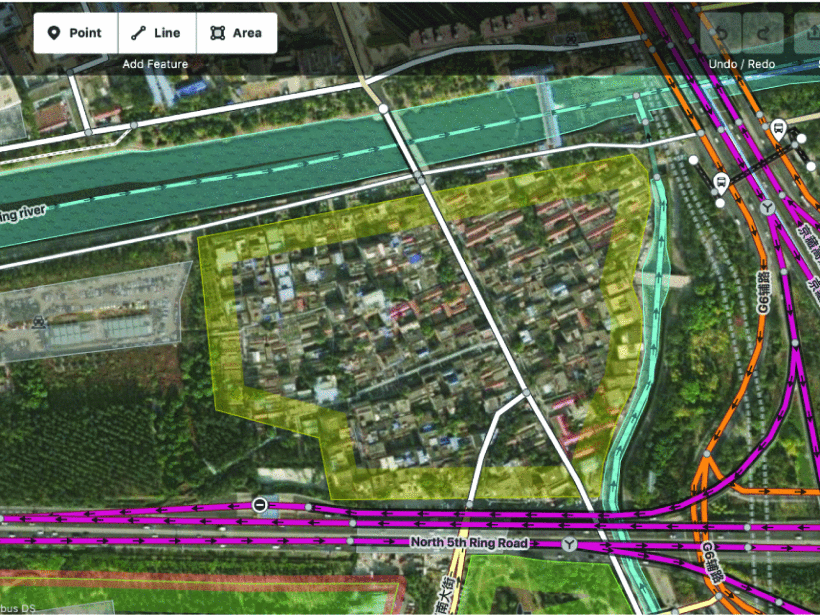 Point
Line
Area
Add Feature
Undo / Redo
S
ing river
京藏高
京
G6辅路
North 5th Ring Road
G6辅路
南大街
bus DS